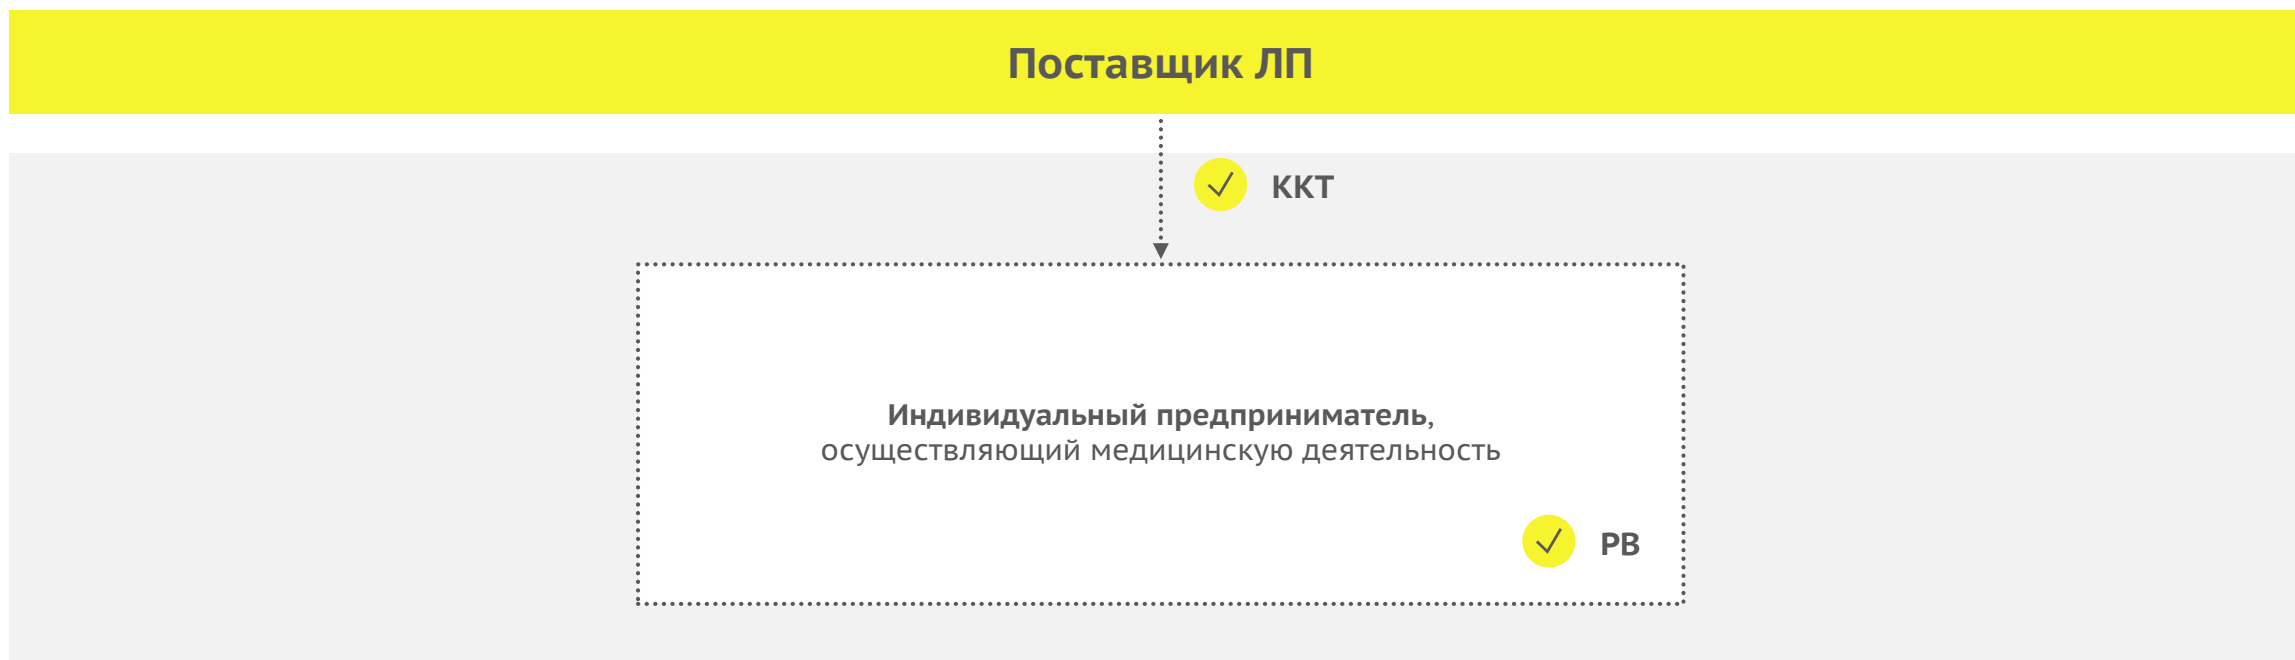 Поставщик ЛП
ККТ
Индивидуальный предприниматель,
осуществляющий медицинскую деятельность
РВ